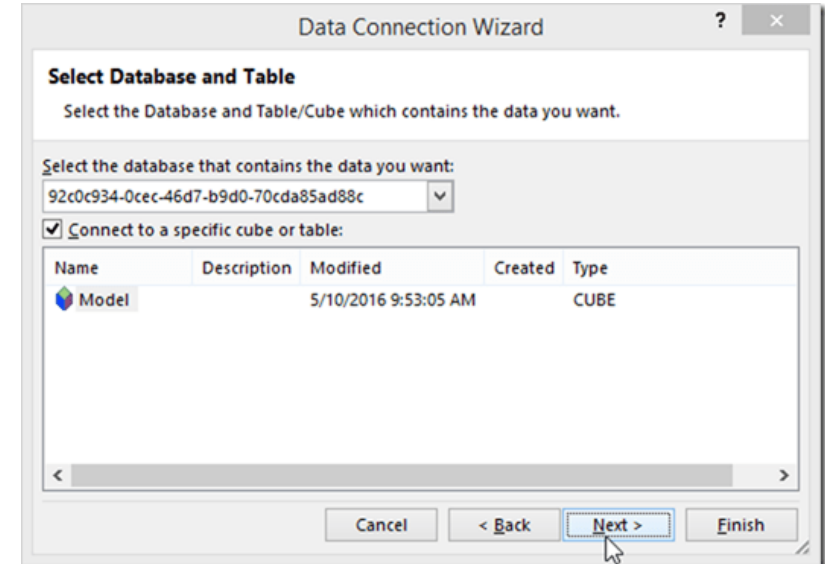 Data Connection Wizard
?
×
Select Database and Table
Select the Database and Table/Cube which contains the data you want.
Select the database that contains the data you want:
92c0c934-0cec-46d7-b9d0-70cda85ad88c
Connect to a specific cube or table:
Name Description Modified Created Type
Model 5/10/2016 9:53:05 AM CUBE
Cancel < Back Next > Finish